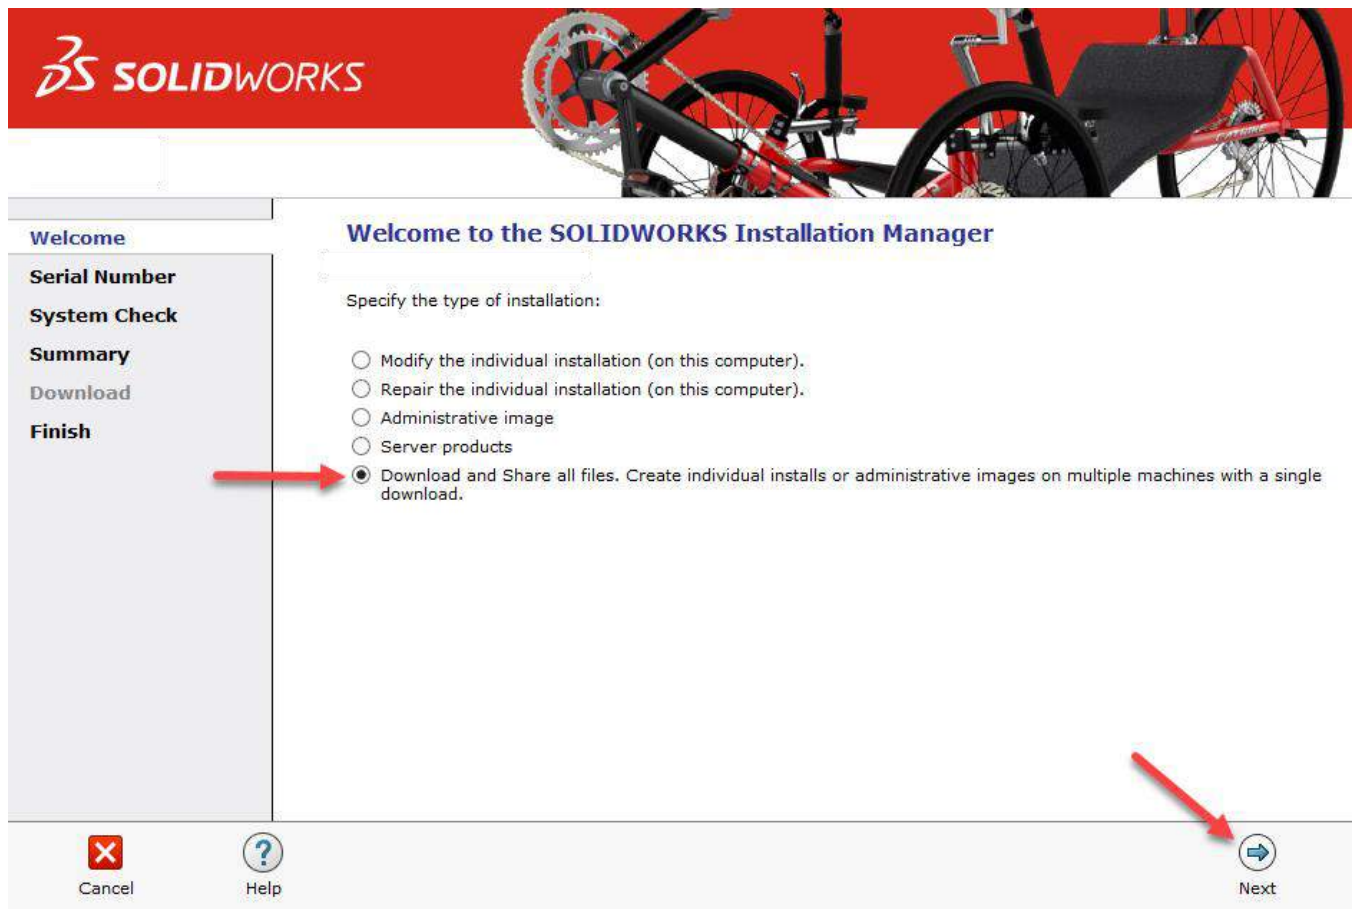 3S SOLIDWORKS
CATBIKE
Welcome
Serial Number
System Check
Summary
Download
Finish
Welcome to the SOLIDWORKS Installation Manager
Specify the type of installation:
Modify the individual installation (on this computer).
Repair the individual installation (on this computer).
Administrative image
Server products
Download and Share all files. Create individual installs or administrative images on multiple machines with a single
download.
Cancel
Help
Next